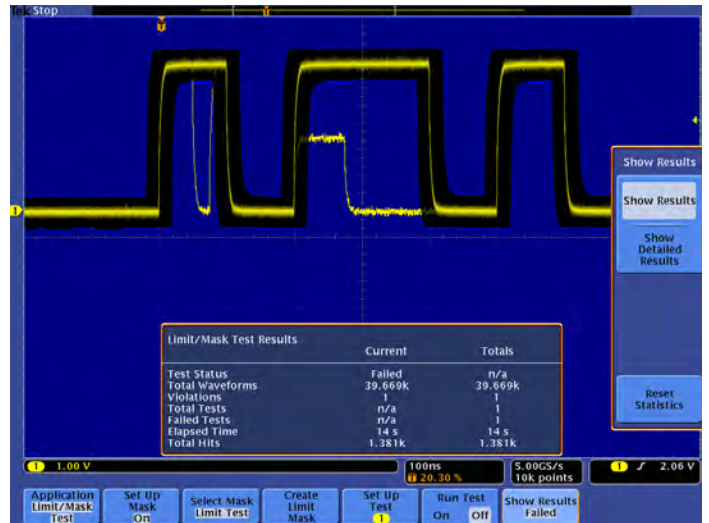 Tek Stop
T
T
1
Show Results
Show Results
Show
Detailed
Results
Limit/Mask Test Results
Current Totals
Test Status Failed n/a
Total Waveforms 39.669k 39.669k
Violations 1 1
Total Tests n/a 1
Failed Tests n/a 1
Elapsed Time 14 s 14 s
Total Hits 1.381k 1.381k
Reset
Statistics
1 1.00 V
100ns
T 20.30 %
5.00GS/s
10k points
1 2.06 V
Application
Limit/Mask
Test
Set Up
Mask
On
Select Mask
Limit Test
Create
Limit
Mask
Set Up
Test
1
Run Test
On Off
Show Results
Failed